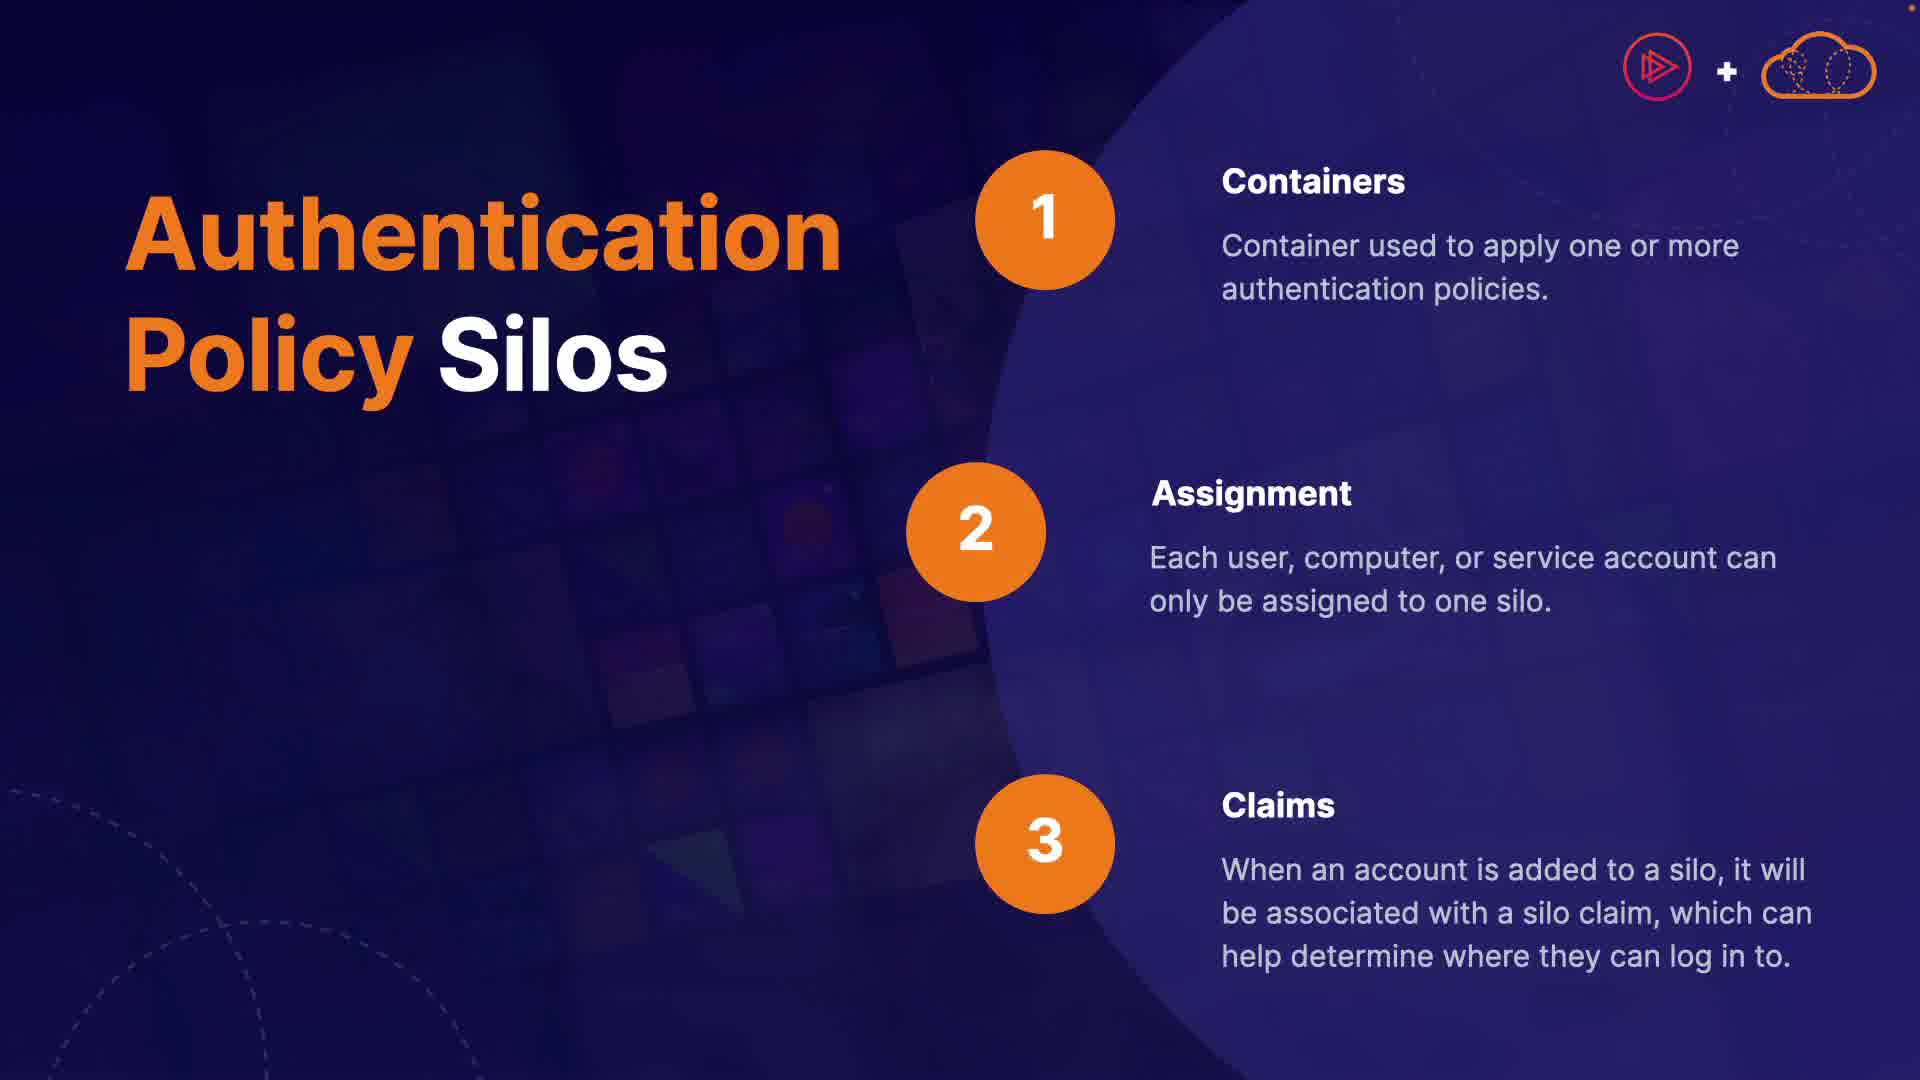 Authentication
Policy Silos
1
Containers
Container used to apply one or more
authentication policies.
2
Assignment
Each user, computer, or service account can
only be assigned to one silo.
3
Claims
When an account is added to a silo, it will
be associated with a silo claim, which can
help determine where they can log in to.
+